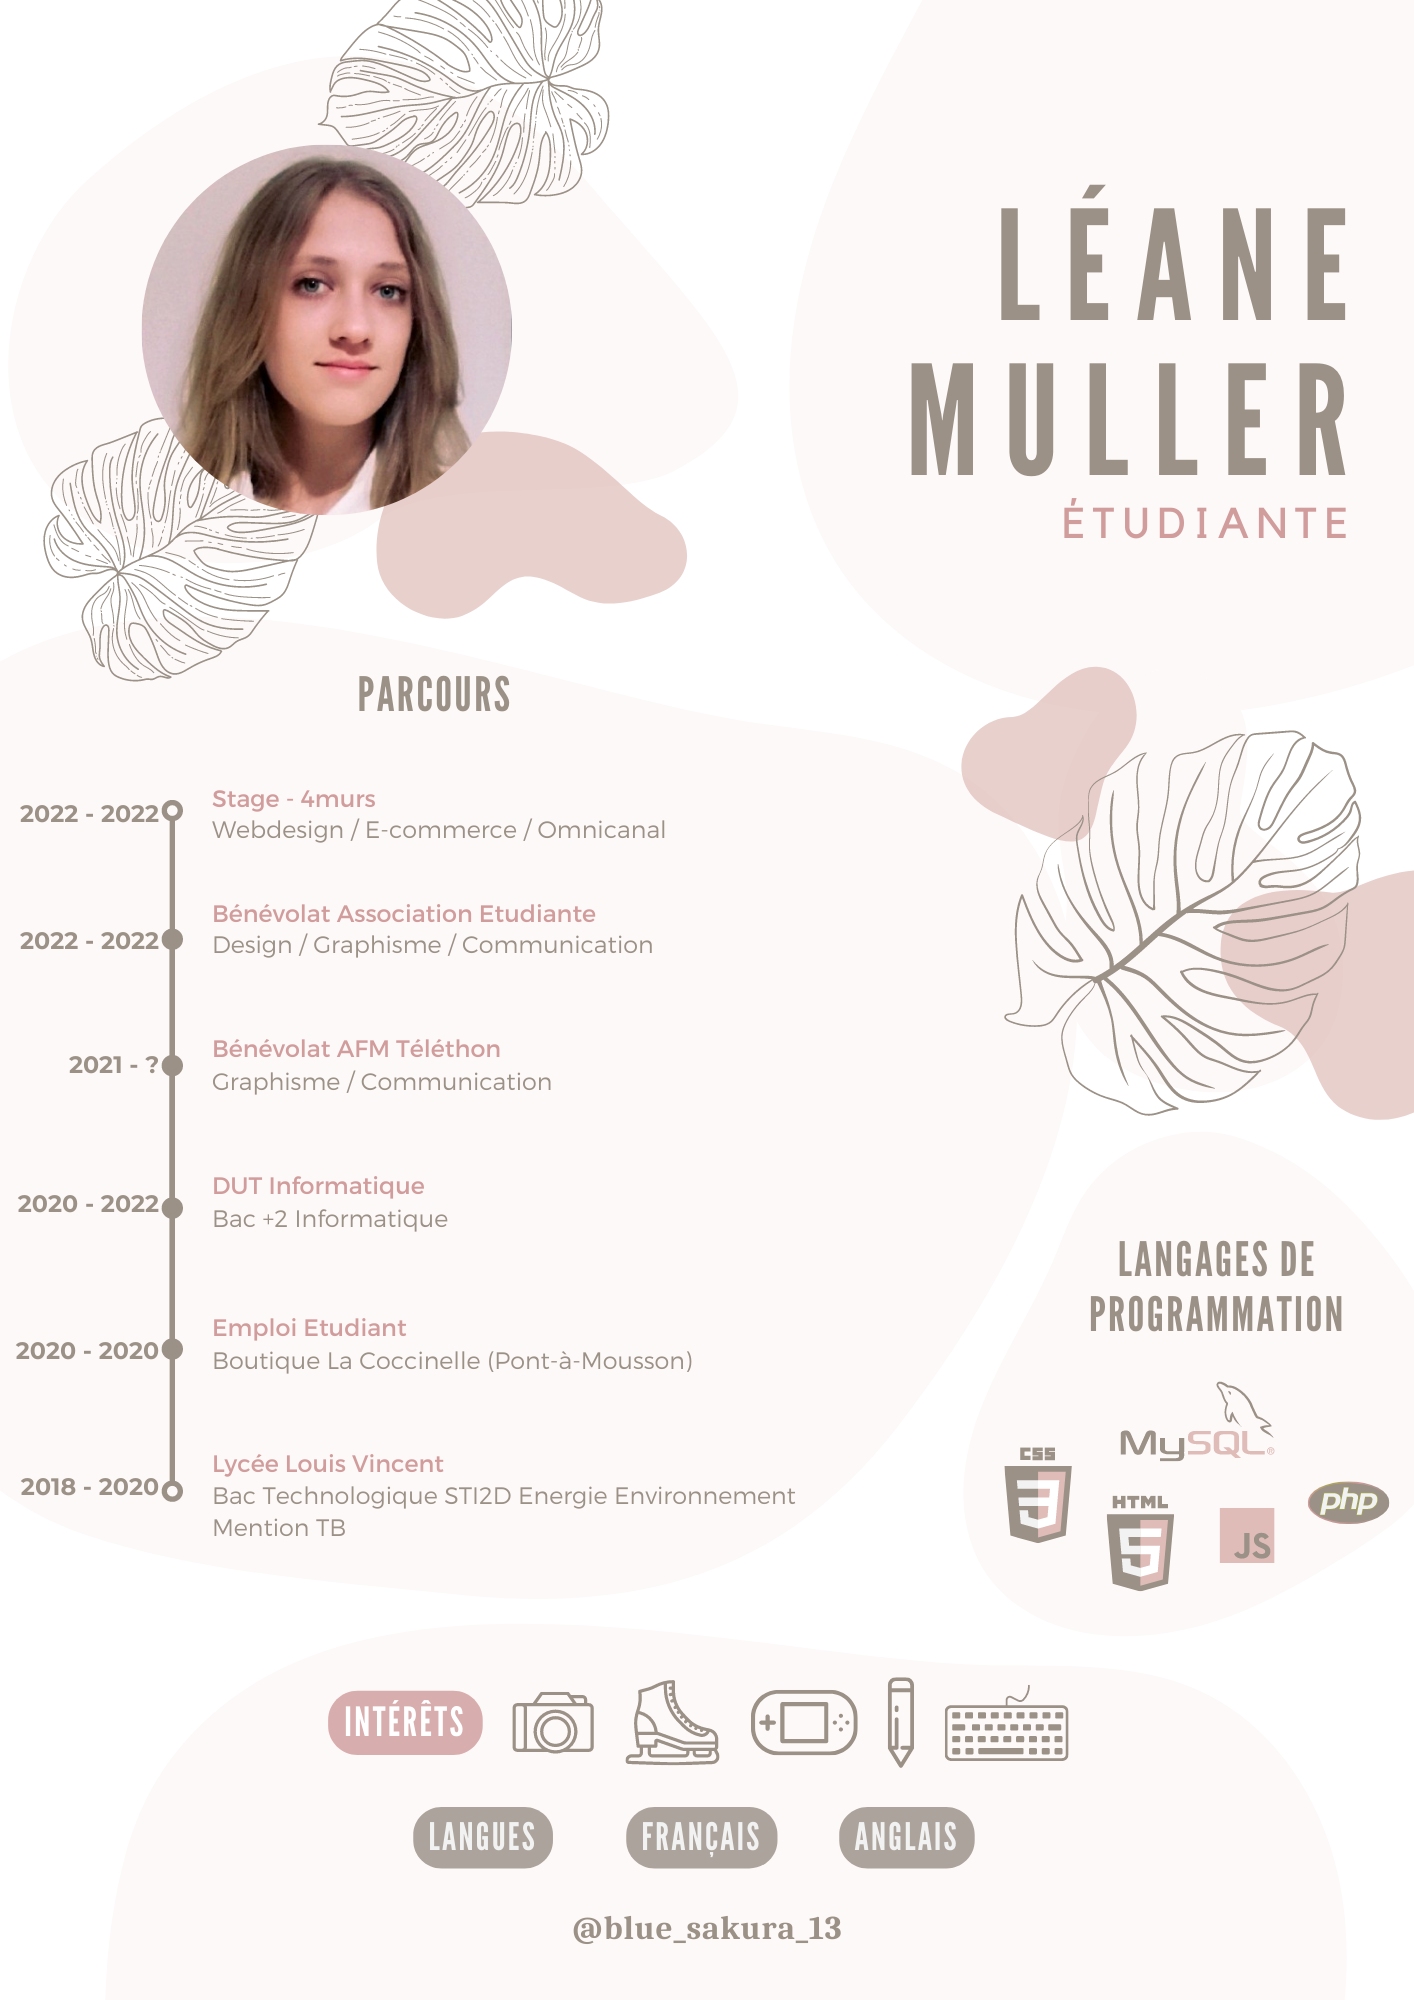 LÉANE
MULLER
ÉTUDIANTE
PARCOURS
2022 - 2022
Stage - 4murs
Webdesign / E-commerce / Omnicanal
2022 - 2022
Bénévolat Association Etudiante
Design / Graphisme / Communication
2021 - ?
Bénévolat AFM Téléthon
Graphisme / Communication
2020 - 2022
DUT Informatique
Bac +2 Informatique
2020 - 2020
Emploi Etudiant
Boutique La Coccinelle (Pont-à-Mousson)
2018 - 2020
Lycée Louis Vincent
Bac Technologique STI2D Energie Environnement
Mention TB
LANGAGES DE
PROGRAMMATION
MySQL®
CSS
3
HTML
5
JS
php
INTÉRÊTS
LANGUES FRANÇAIS ANGLAIS
@blue_sakura_13